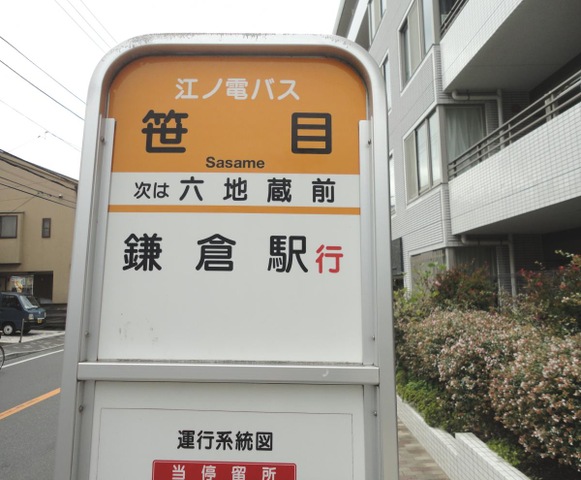 江ノ電バス
笹目
Sasame
次は 六地蔵前
鎌倉駅行
運行系統図
当停留所